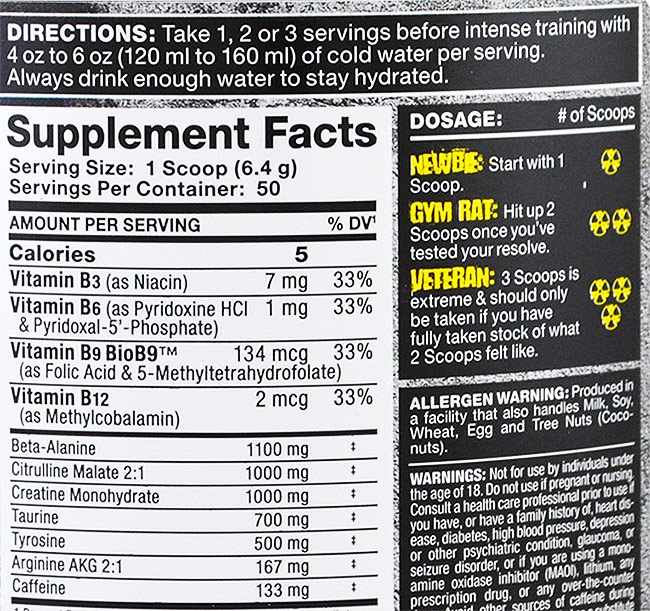 DIRECTIONS: Take 1, 2 or 3 servings before intense training with
4 oz to 6 oz (120 ml to 160 ml) of cold water per serving.
Always drink enough water to stay hydrated.
Supplement Facts
Serving Size: 1 Scoop (6.4 g)
Servings Per Container: 50
AMOUNT PER SERVING % DV¹
Calories 5
Vitamin B3 (as Niacin) 7 mg 33%
Vitamin B6 (as Pyridoxine HCl 1 mg 33%
& Pyridoxal-5'-Phosphate)
Vitamin B9 BioB9™ 134 mcg 33%
(as Folic Acid & 5-Methyltetrahydrofolate)
Vitamin B12 2 mcg 33%
(as Methylcobalamin)
Beta-Alanine 1100 mg ‡
Citrulline Malate 2:1 1000 mg ‡
Creatine Monohydrate 1000 mg ‡
Taurine 700 mg ‡
Tyrosine 500 mg ‡
Arginine AKG 2:1 167 mg ‡
Caffeine 133 mg ‡
DOSAGE: # of Scoops
NEWBIE: Start with 1
Scoop.
GYM RAT: Hit up 2
Scoops once you've
tested your resolve.
VETERAN: 3 Scoops is
extreme & should only
be taken if you have
fully taken stock of what
2 Scoops felt like.
ALLERGEN WARNING: Produced in
a facility that also handles Milk, Soy,
Wheat, Egg and Tree Nuts (Coco-
nuts).
WARNINGS: Not for use by individuals under
the age of 18. Do not use if pregnant or nursing.
Consult a health care professional prior to use if
you have, or have a family history of, heart dis-
ease, diabetes, high blood pressure, depression
or other psychiatric condition, glaucoma, or
seizure disorder, or if you are using a mono-
amine oxidase inhibitor (MAOI), lithium, any
prescription drug, or any over-the-counter
Avoid other sources of caffeine during